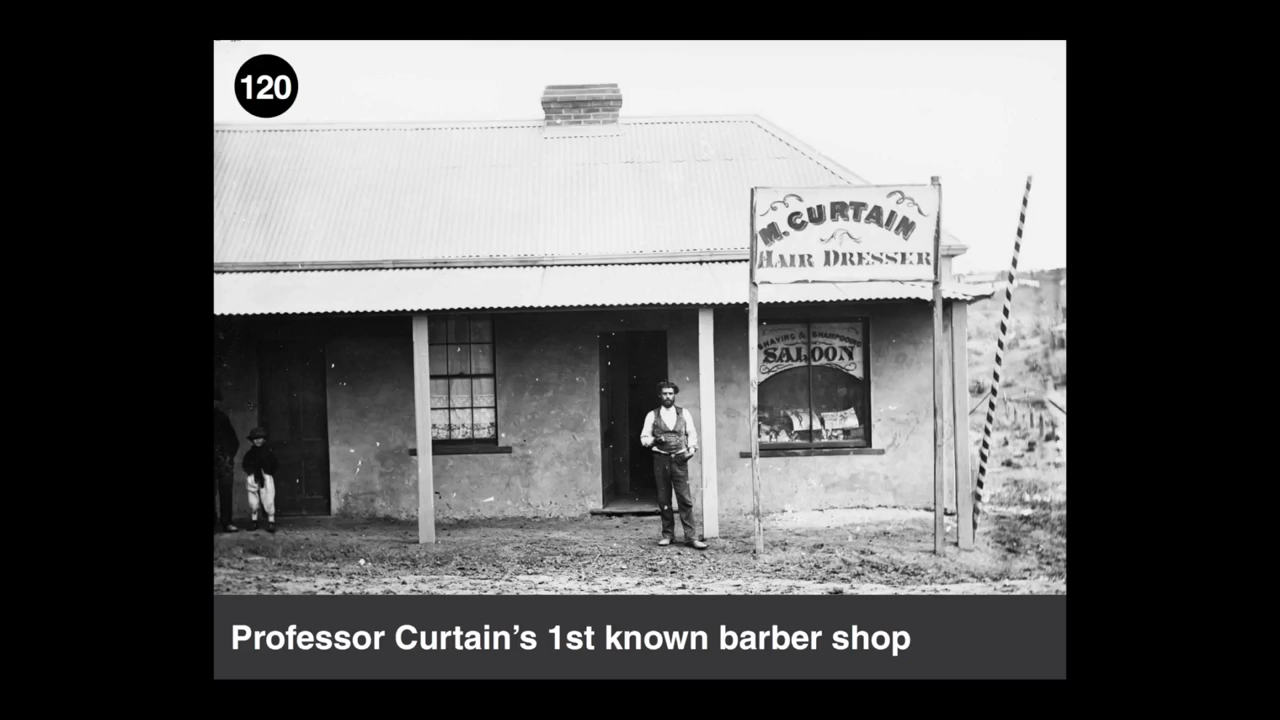 120
M. CURTAIN
HAIR DRESSER
SHAVING & SHAMPOOING
SALOON
Professor Curtain’s 1st known barber shop